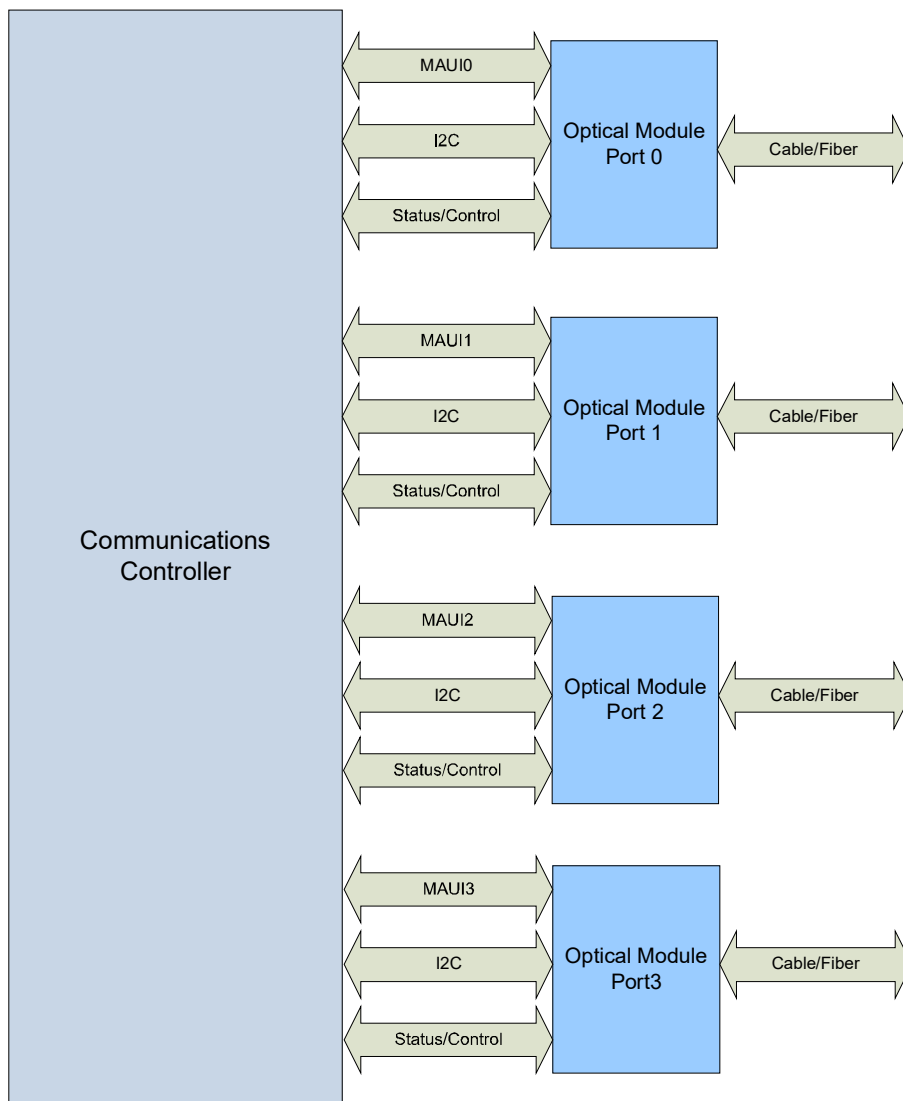 MAUI0
I2C
Status/Control
Optical Module
Port 0
Cable/Fiber
MAUI1
I2C
Status/Control
Optical Module
Port 1
Cable/Fiber
Communications
Controller
MAUI2
I2C
Status/Control
Optical Module
Port 2
Cable/Fiber
MAUI3
I2C
Status/Control
Optical Module
Port3
Cable/Fiber